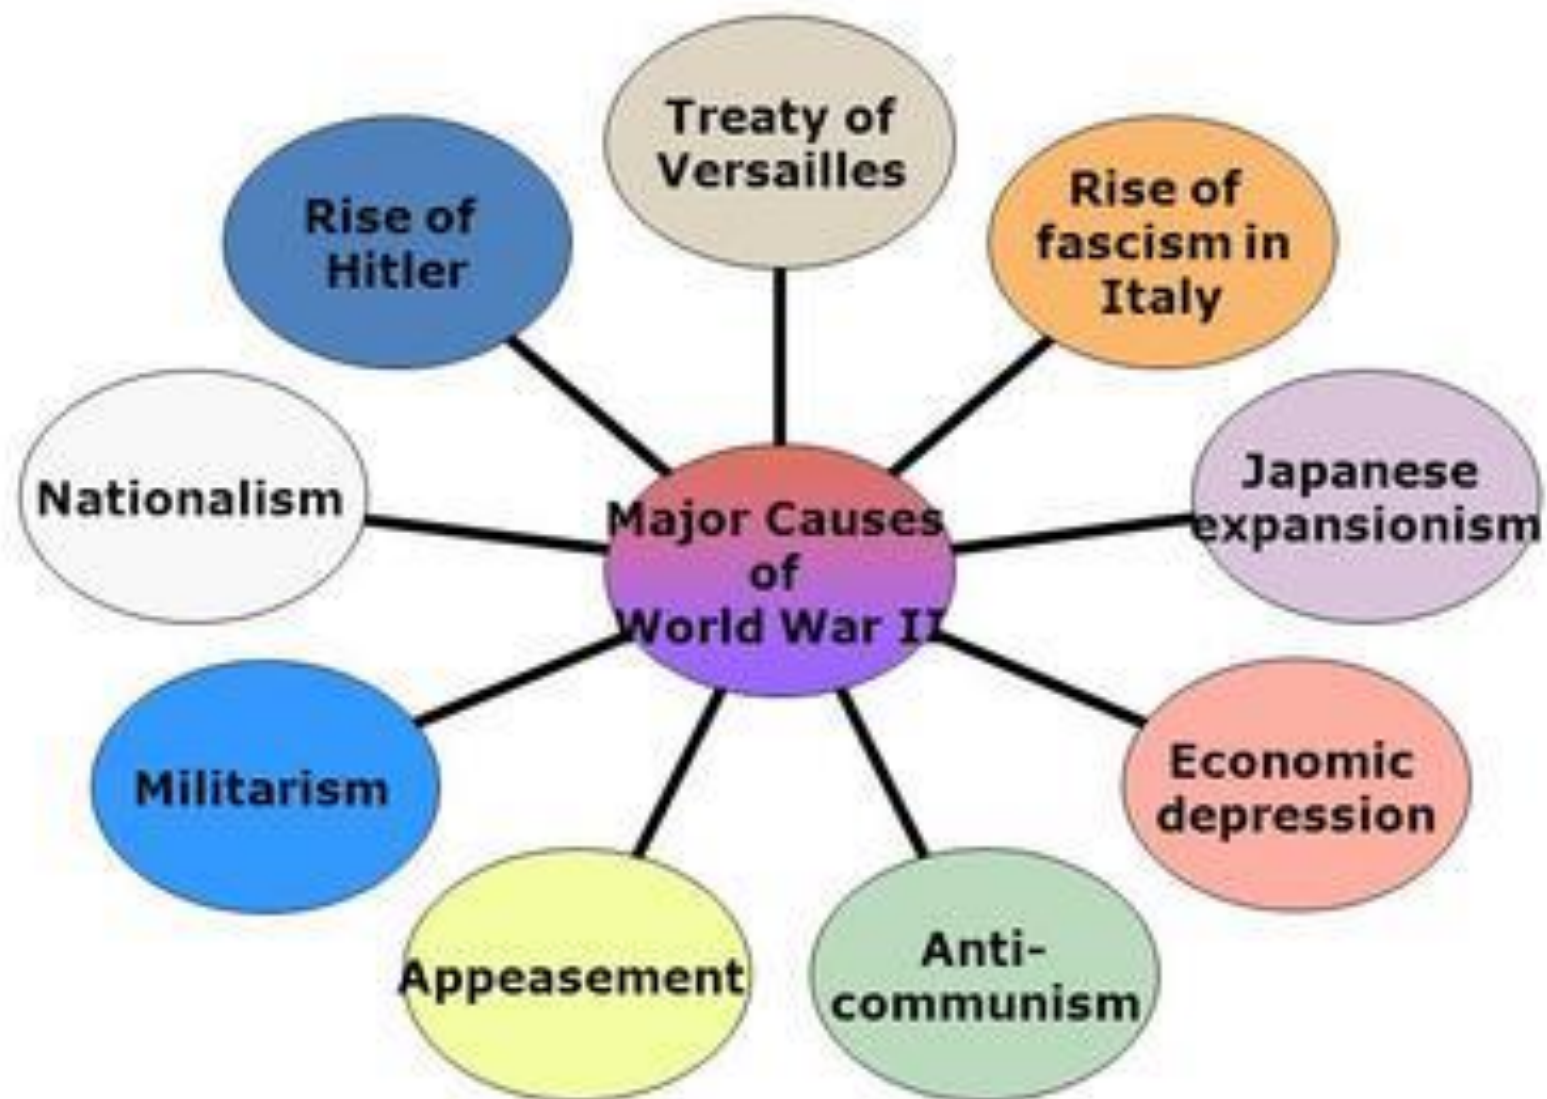 Treaty of
Versailles
Rise of
fascism in
Italy
Japanese
expansionism
Economic
depression
Anti-
communism
Appeasement
Militarism
Nationalism
Rise of
Hitler
Major Causes
of
World War II